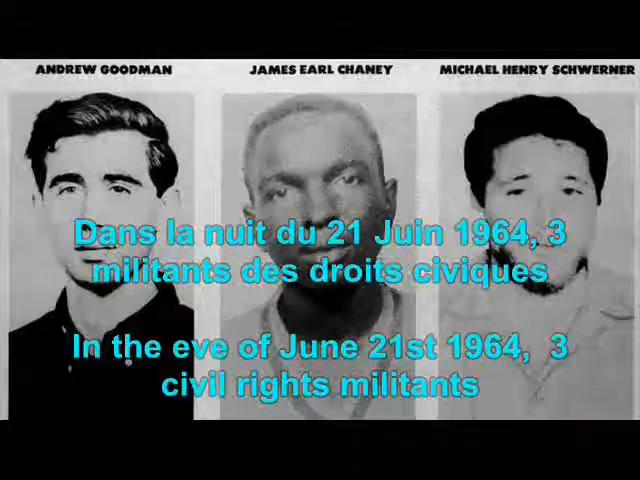 ANDREW GOODMAN
JAMES EARL CHANEY
MICHAEL HENRY SCHWERNER
Dans la nuit du 21 Juin 1964, 3
militants des droits civiques
In the eve of June 21st 1964, 3
civil rights militants